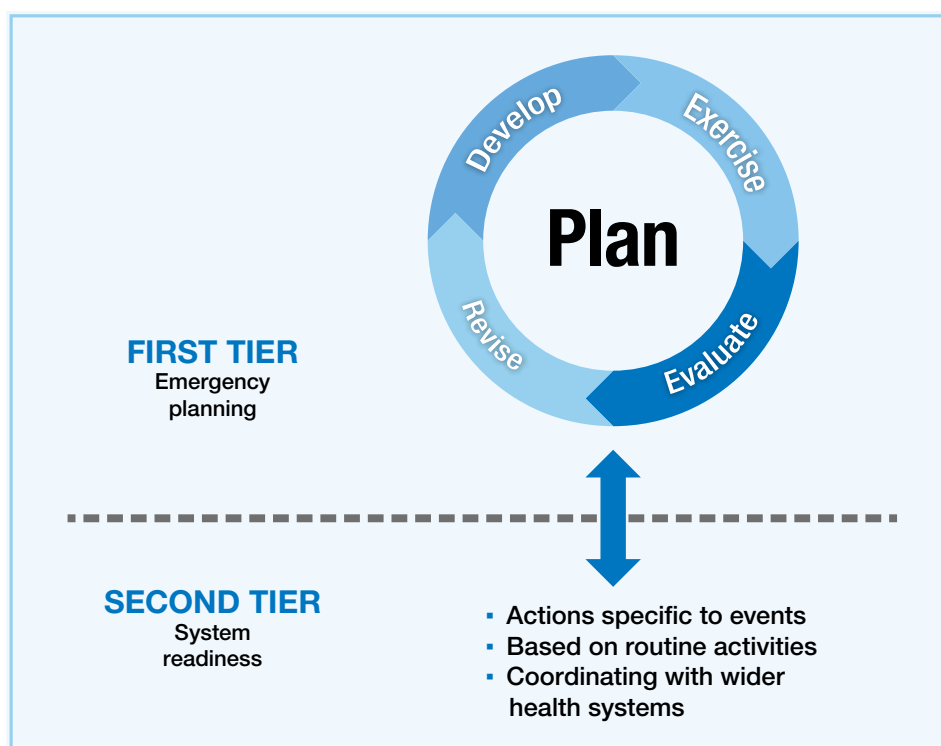 Develop
Exercise
Plan
Revise
Evaluate
FIRST TIER
Emergency
planning
SECOND TIER
System
readiness
▪ Actions specific to events
▪ Based on routine activities
▪ Coordinating with wider
health systems